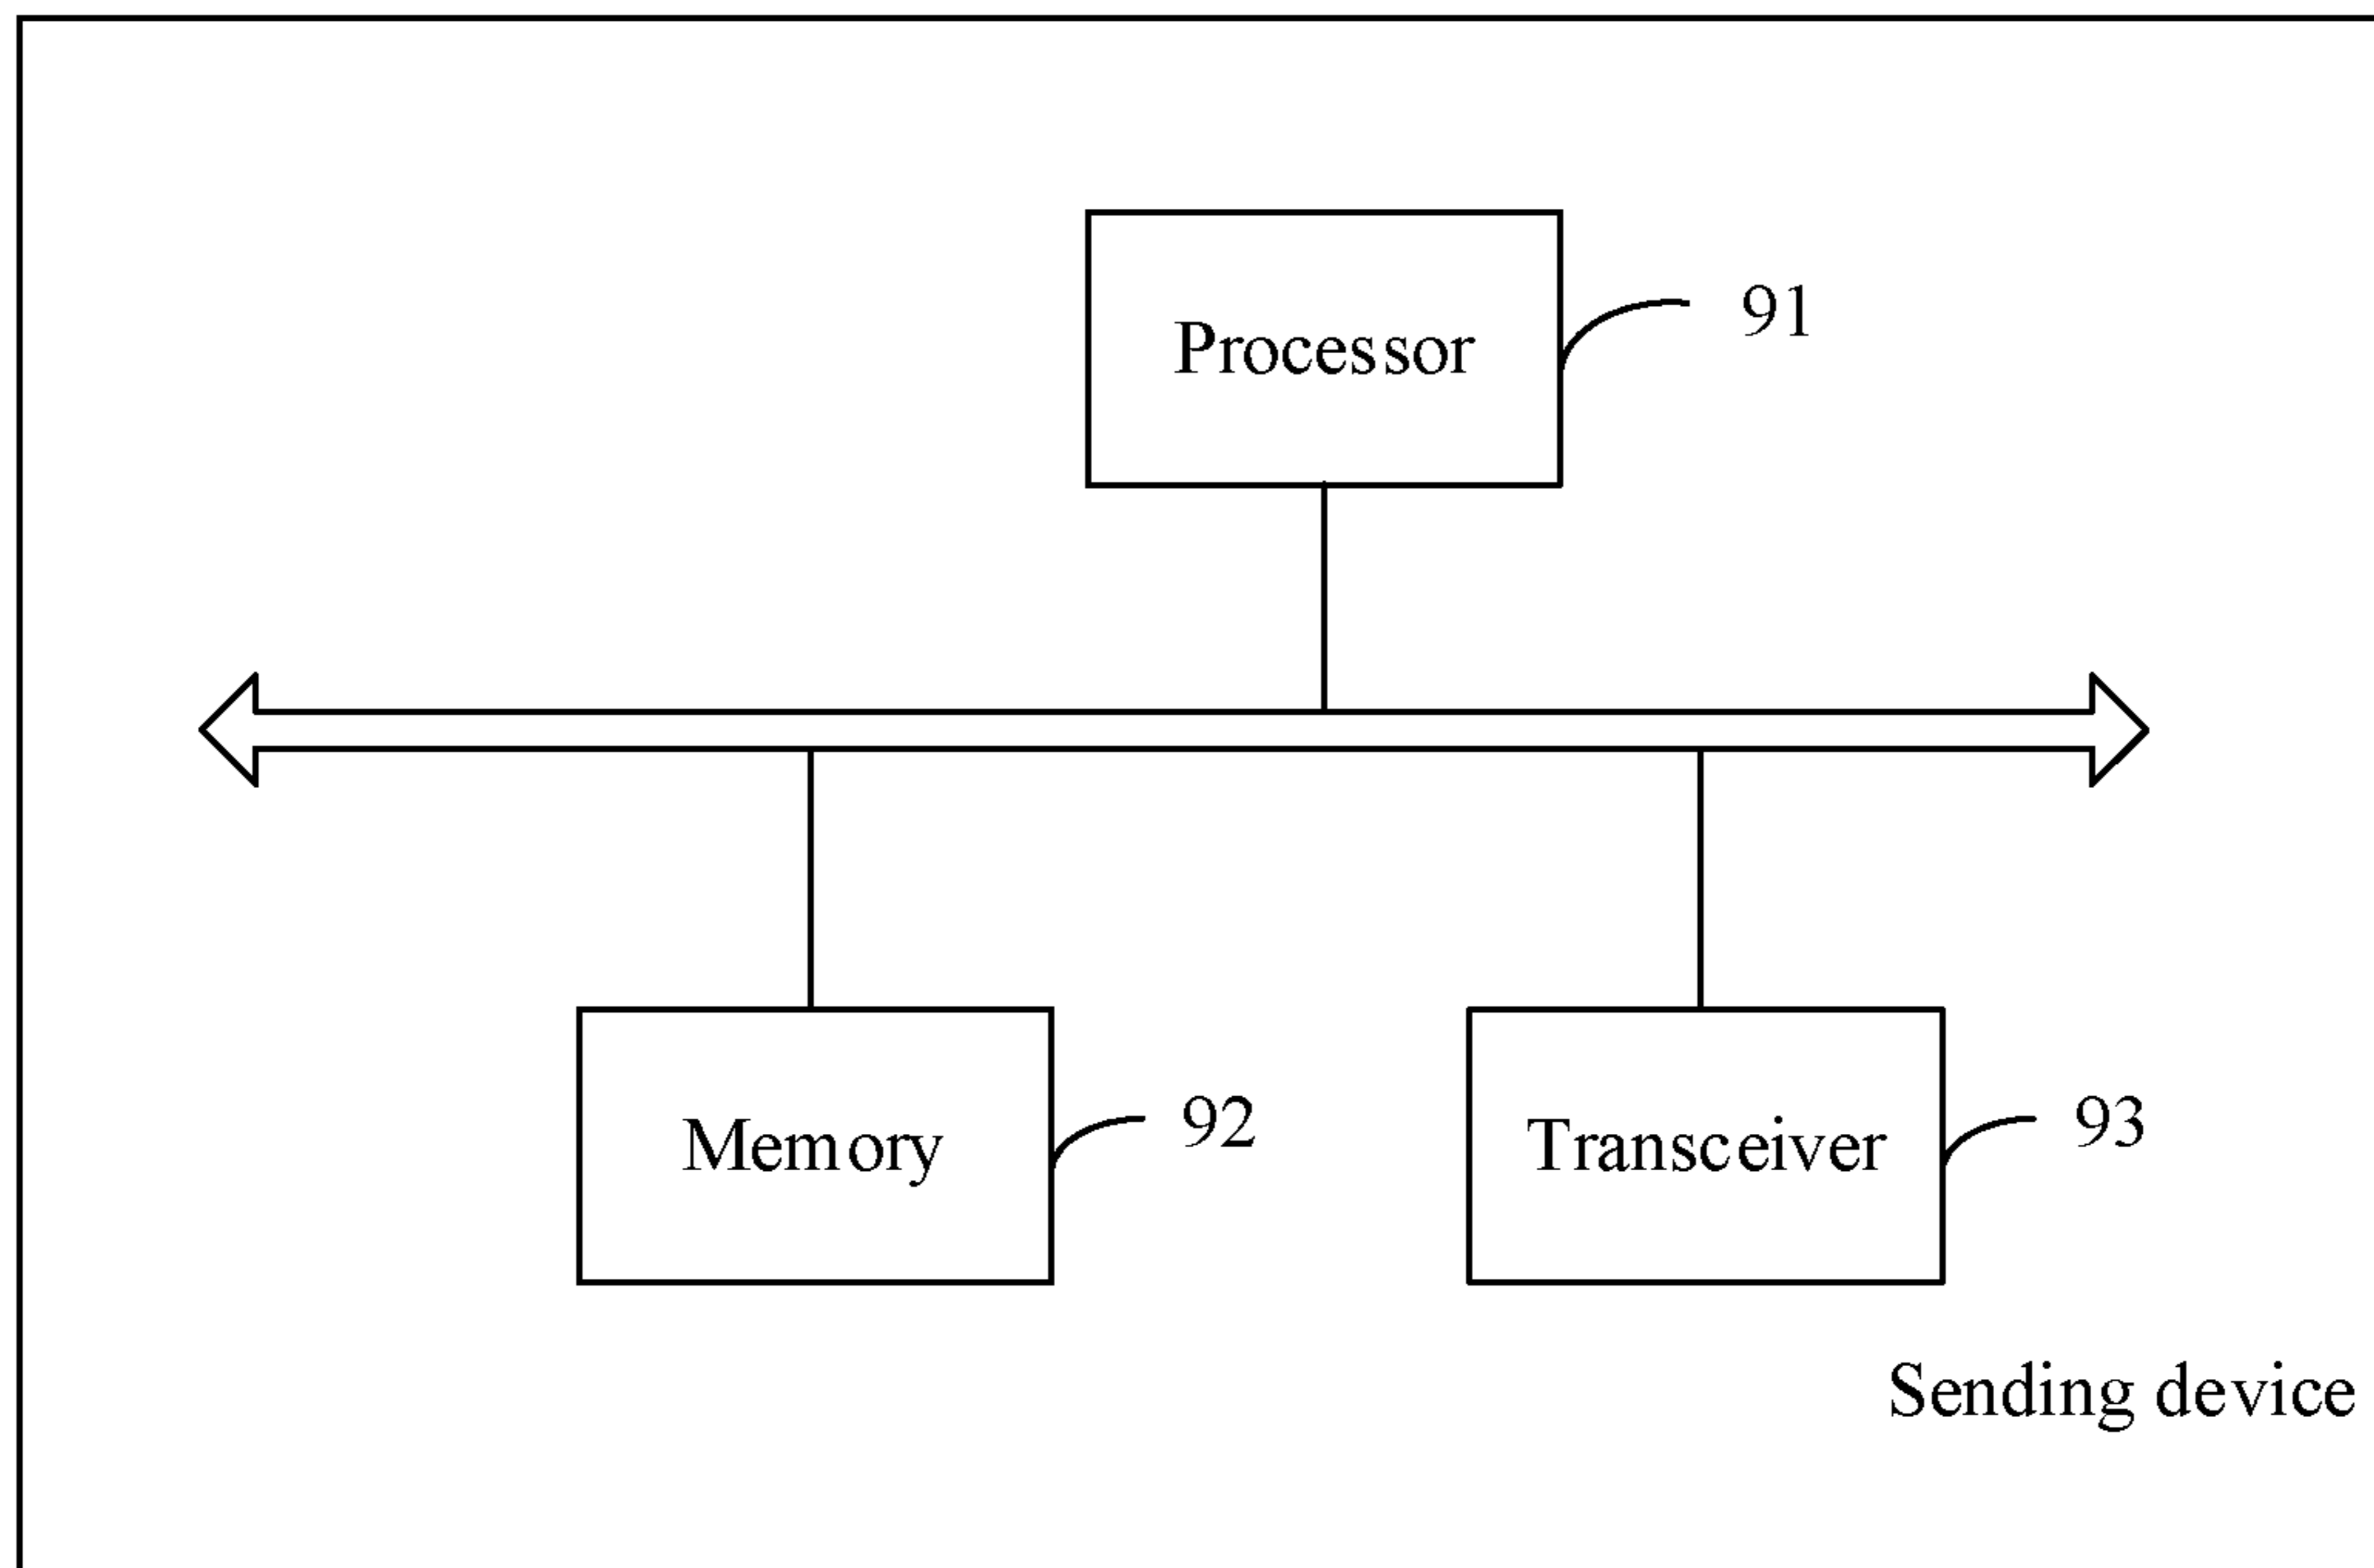 Processor
91
Memory
92
Transceiver
93
Sending device